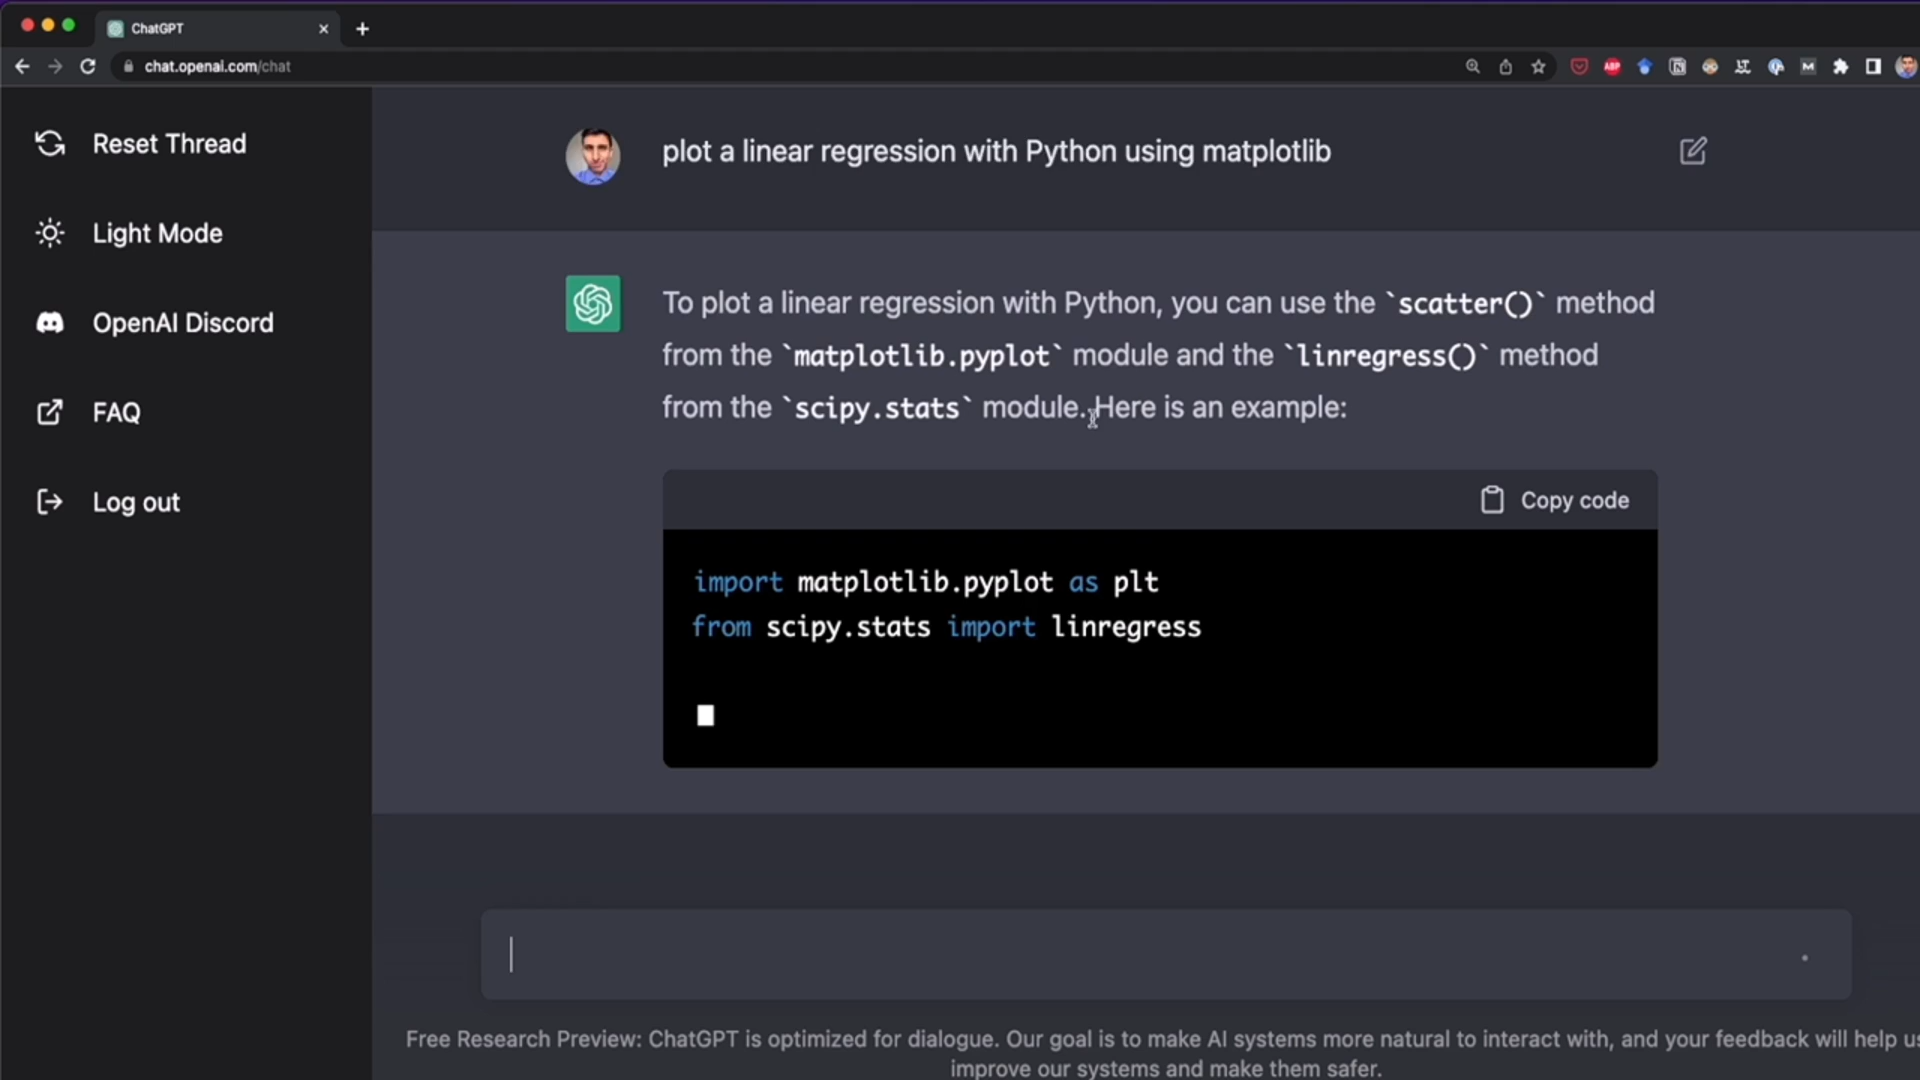 ChatGPT
chat.openai.com/chat
ABP
M
Reset Thread
Light Mode
OpenAI Discord
FAQ
Log out
plot a linear regression with Python using matplotlib
To plot a linear regression with Python, you can use the `scatter()` method
from the `matplotlib.pyplot` module and the `linregress()` method
from the `scipy.stats` module. Here is an example:
Copy code
import matplotlib.pyplot as plt
from scipy.stats import linregress
Free Research Preview: ChatGPT is optimized for dialogue. Our goal is to make AI systems more natural to interact with, and your feedback will help us
improve our systems and make them safer.